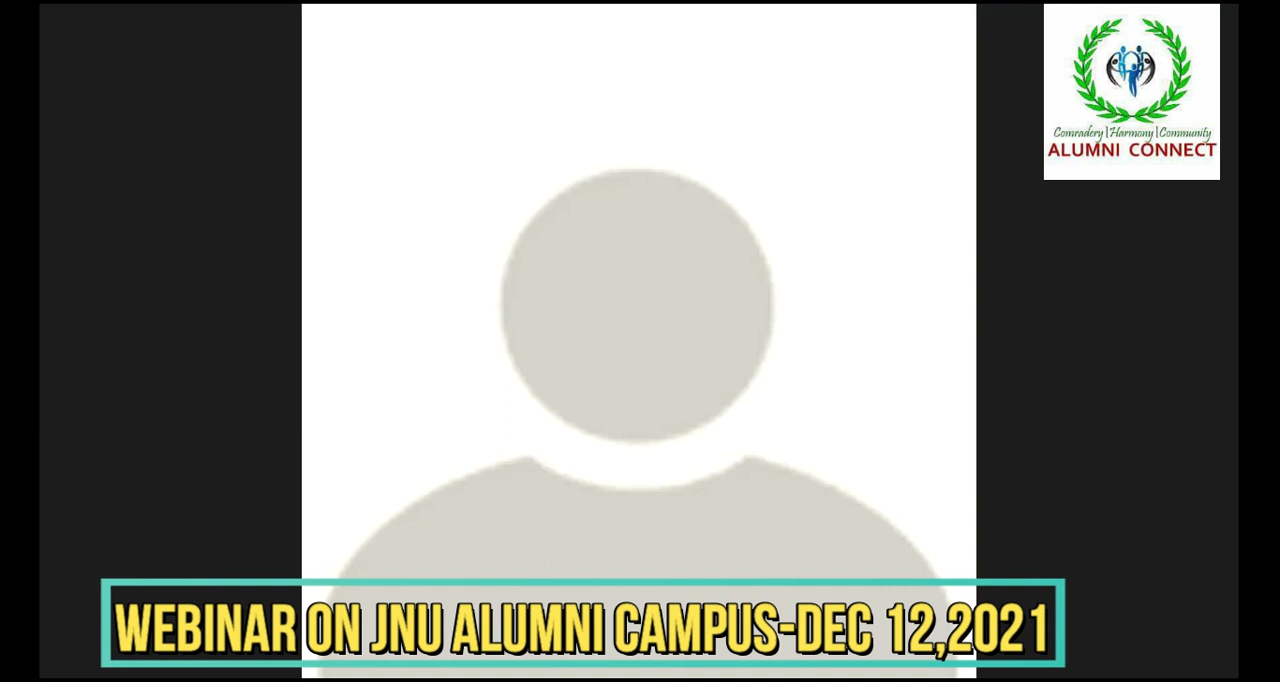 Comradery|Harmony|Community
ALUMNI CONNECT
WEBINAR ON JNU ALUMNI CAMPUS-DEC 12,2021